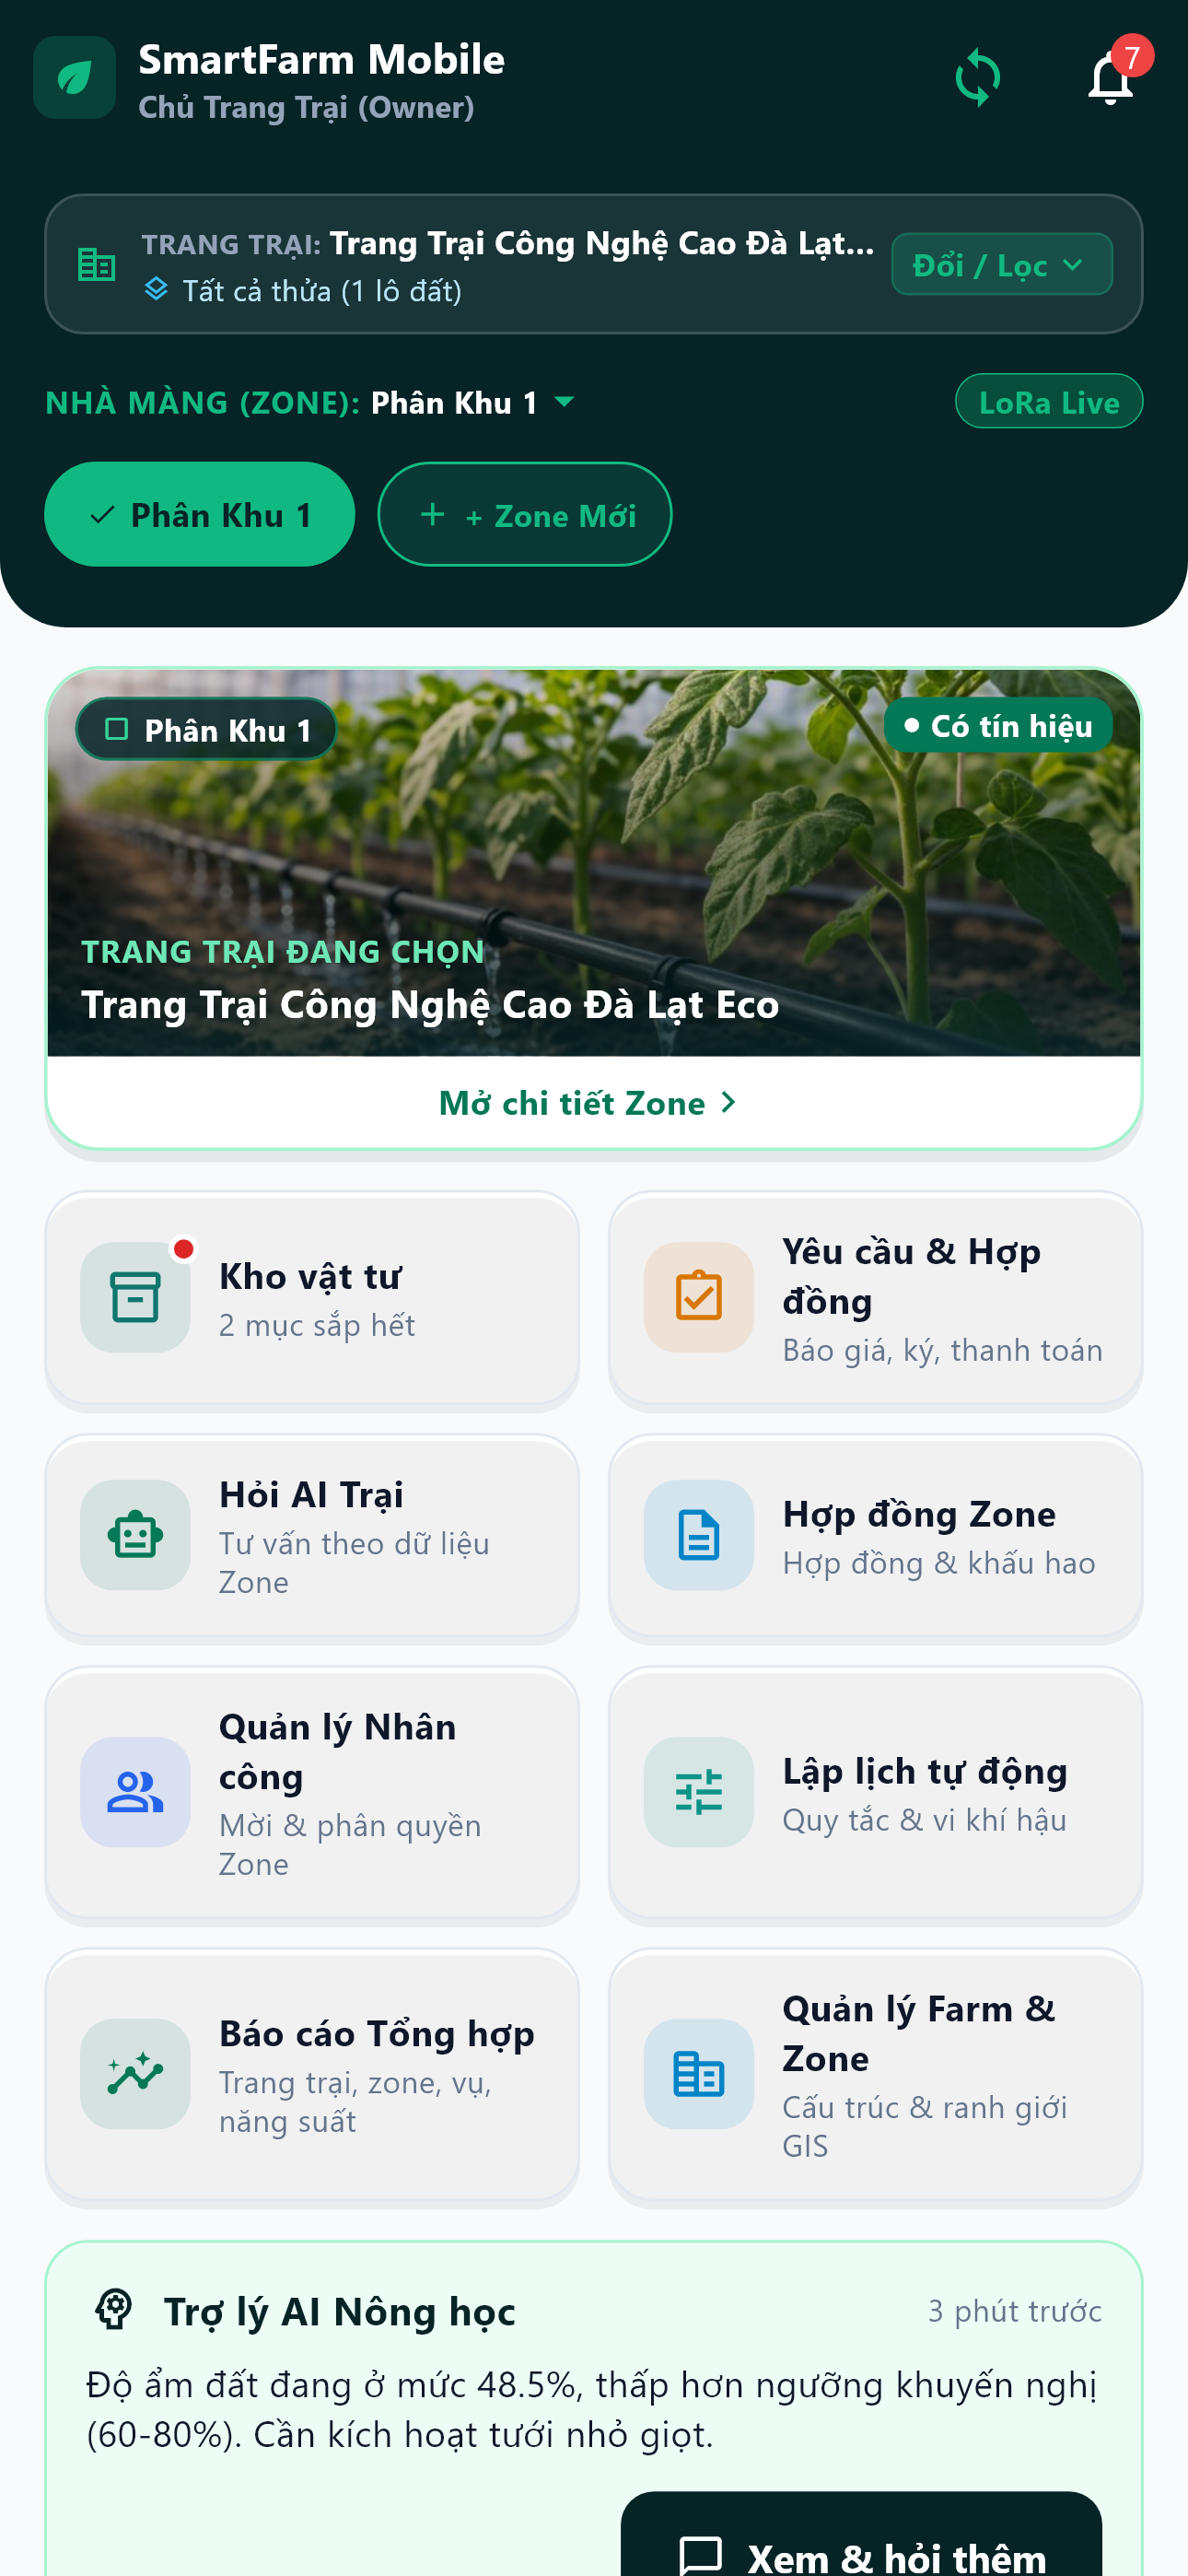 SmartFarm Mobile
Chủ Trang Trại (Owner)
7
TRANG TRẠI: Trang Trại Công Nghệ Cao Đà Lạt...
Tất cả thửa (1 lô đất)
Đổi / Lọc
NHÀ MÀNG (ZONE): Phân Khu 1
LoRa Live
Phân Khu 1
+ Zone Mới
Phân Khu 1
Có tín hiệu
TRANG TRẠI ĐANG CHỌN
Trang Trại Công Nghệ Cao Đà Lạt Eco
Mở chi tiết Zone
Kho vật tư
2 mục sắp hết
Yêu cầu & Hợp
đồng
Báo giá, ký, thanh toán
Hỏi AI Trại
Tư vấn theo dữ liệu
Zone
Hợp đồng Zone
Hợp đồng & khấu hao
Quản lý Nhân
công
Mời & phân quyền
Zone
Lập lịch tự động
Quy tắc & vi khí hậu
Báo cáo Tổng hợp
Trang trại, zone, vụ,
năng suất
Quản lý Farm &
Zone
Cấu trúc & ranh giới
GIS
Trợ lý AI Nông học
3 phút trước
Độ ẩm đất đang ở mức 48.5%, thấp hơn ngưỡng khuyến nghị
(60-80%). Cần kích hoạt tưới nhỏ giọt.
Xem & hỏi thêm